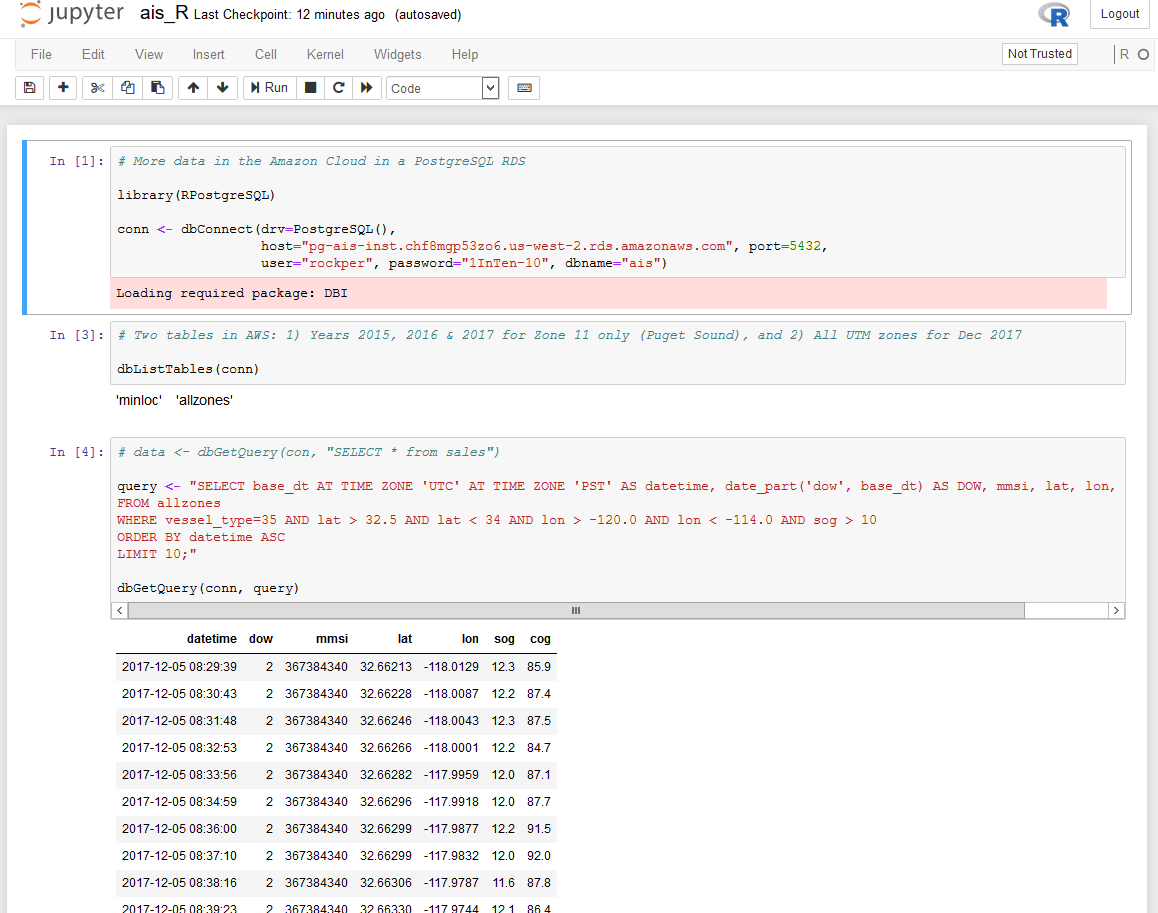 jupyter ais_R Last Checkpoint: 12 minutes ago (autosaved)
Logout
File Edit View Insert Cell Kernel Widgets Help
Not Trusted
R
Run
Code
In [1]:
# More data in the Amazon Cloud in a PostgreSQL RDS
library(RPostgreSQL)
conn <- dbConnect(drv=PostgreSQL(),
host="pg-ais-inst.chf8mgp53zo6.us-west-2.rds.amazonaws.com", port=5432,
user="rockper", password="1InTen-10", dbname="ais")
Loading required package: DBI
In [3]:
# Two tables in AWS: 1) Years 2015, 2016 & 2017 for Zone 11 only (Puget Sound), and 2) All UTM zones for Dec 2017
dbListTables(conn)
'minloc' 'allzones'
In [4]:
# data <- dbGetQuery(con, "SELECT * from sales")
query <- "SELECT base_dt AT TIME ZONE 'UTC' AT TIME ZONE 'PST' AS datetime, date_part('dow', base_dt) AS DOW, mmsi, lat, lon,
FROM allzones
WHERE vessel_type=35 AND lat > 32.5 AND lat < 34 AND lon > -120.0 AND lon < -114.0 AND sog > 10
ORDER BY datetime ASC
LIMIT 10;"
dbGetQuery(conn, query)
datetime dow mmsi lat lon sog cog
2017-12-05 08:29:39 2 367384340 32.66213 -118.0129 12.3 85.9
2017-12-05 08:30:43 2 367384340 32.66228 -118.0087 12.2 87.4
2017-12-05 08:31:48 2 367384340 32.66246 -118.0043 12.3 87.5
2017-12-05 08:32:53 2 367384340 32.66266 -118.0001 12.2 84.7
2017-12-05 08:33:56 2 367384340 32.66282 -117.9959 12.0 87.1
2017-12-05 08:34:59 2 367384340 32.66296 -117.9918 12.0 87.7
2017-12-05 08:36:00 2 367384340 32.66299 -117.9877 12.2 91.5
2017-12-05 08:37:10 2 367384340 32.66299 -117.9832 12.0 92.0
2017-12-05 08:38:16 2 367384340 32.66306 -117.9787 11.6 87.8
2017-12-05 08:39:23 2 367384340 32.66330 -117.9744 12.1 86.4